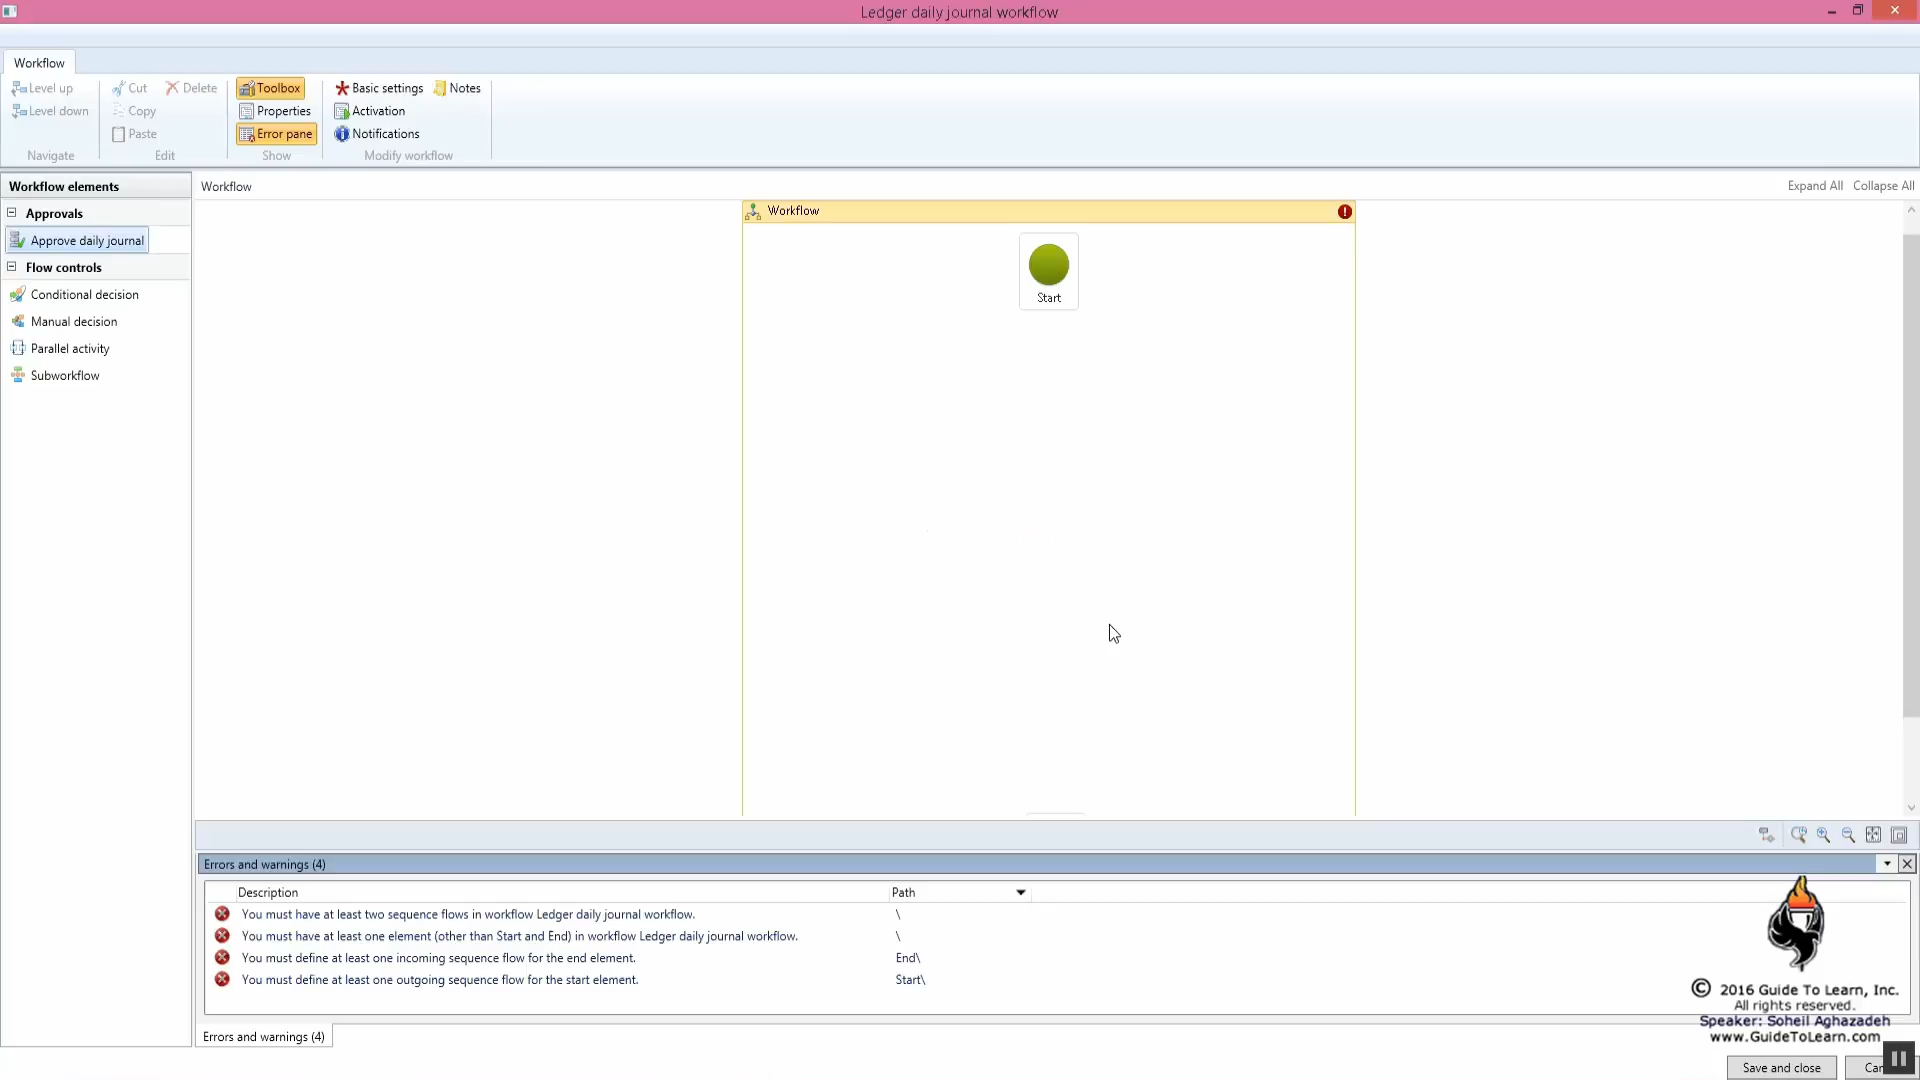 Ledger daily journal workflow
Workflow
Level up
Cut
Delete
Toolbox
Basic settings
Notes
Level down
Copy
Properties
Activation
Paste
Error pane
Notifications
Navigate
Edit
Show
Modify workflow
Workflow elements
Workflow
Expand All
Collapse All
Approvals
Workflow
Approve daily journal
Flow controls
Start
Conditional decision
Manual decision
Parallel activity
Subworkflow
Errors and warnings (4)
Description
Path
You must have at least two sequence flows in workflow Ledger daily journal workflow.
\
You must have at least one element (other than Start and End) in workflow Ledger daily journal workflow.
\
You must define at least one incoming sequence flow for the end element.
End\
You must define at least one outgoing sequence flow for the start element.
Start\
© 2016 Guide To Learn, Inc.
All rights reserved.
Speaker: Soheil Aghazadeh
www.GuideToLearn.com
Errors and warnings (4)
Save and close